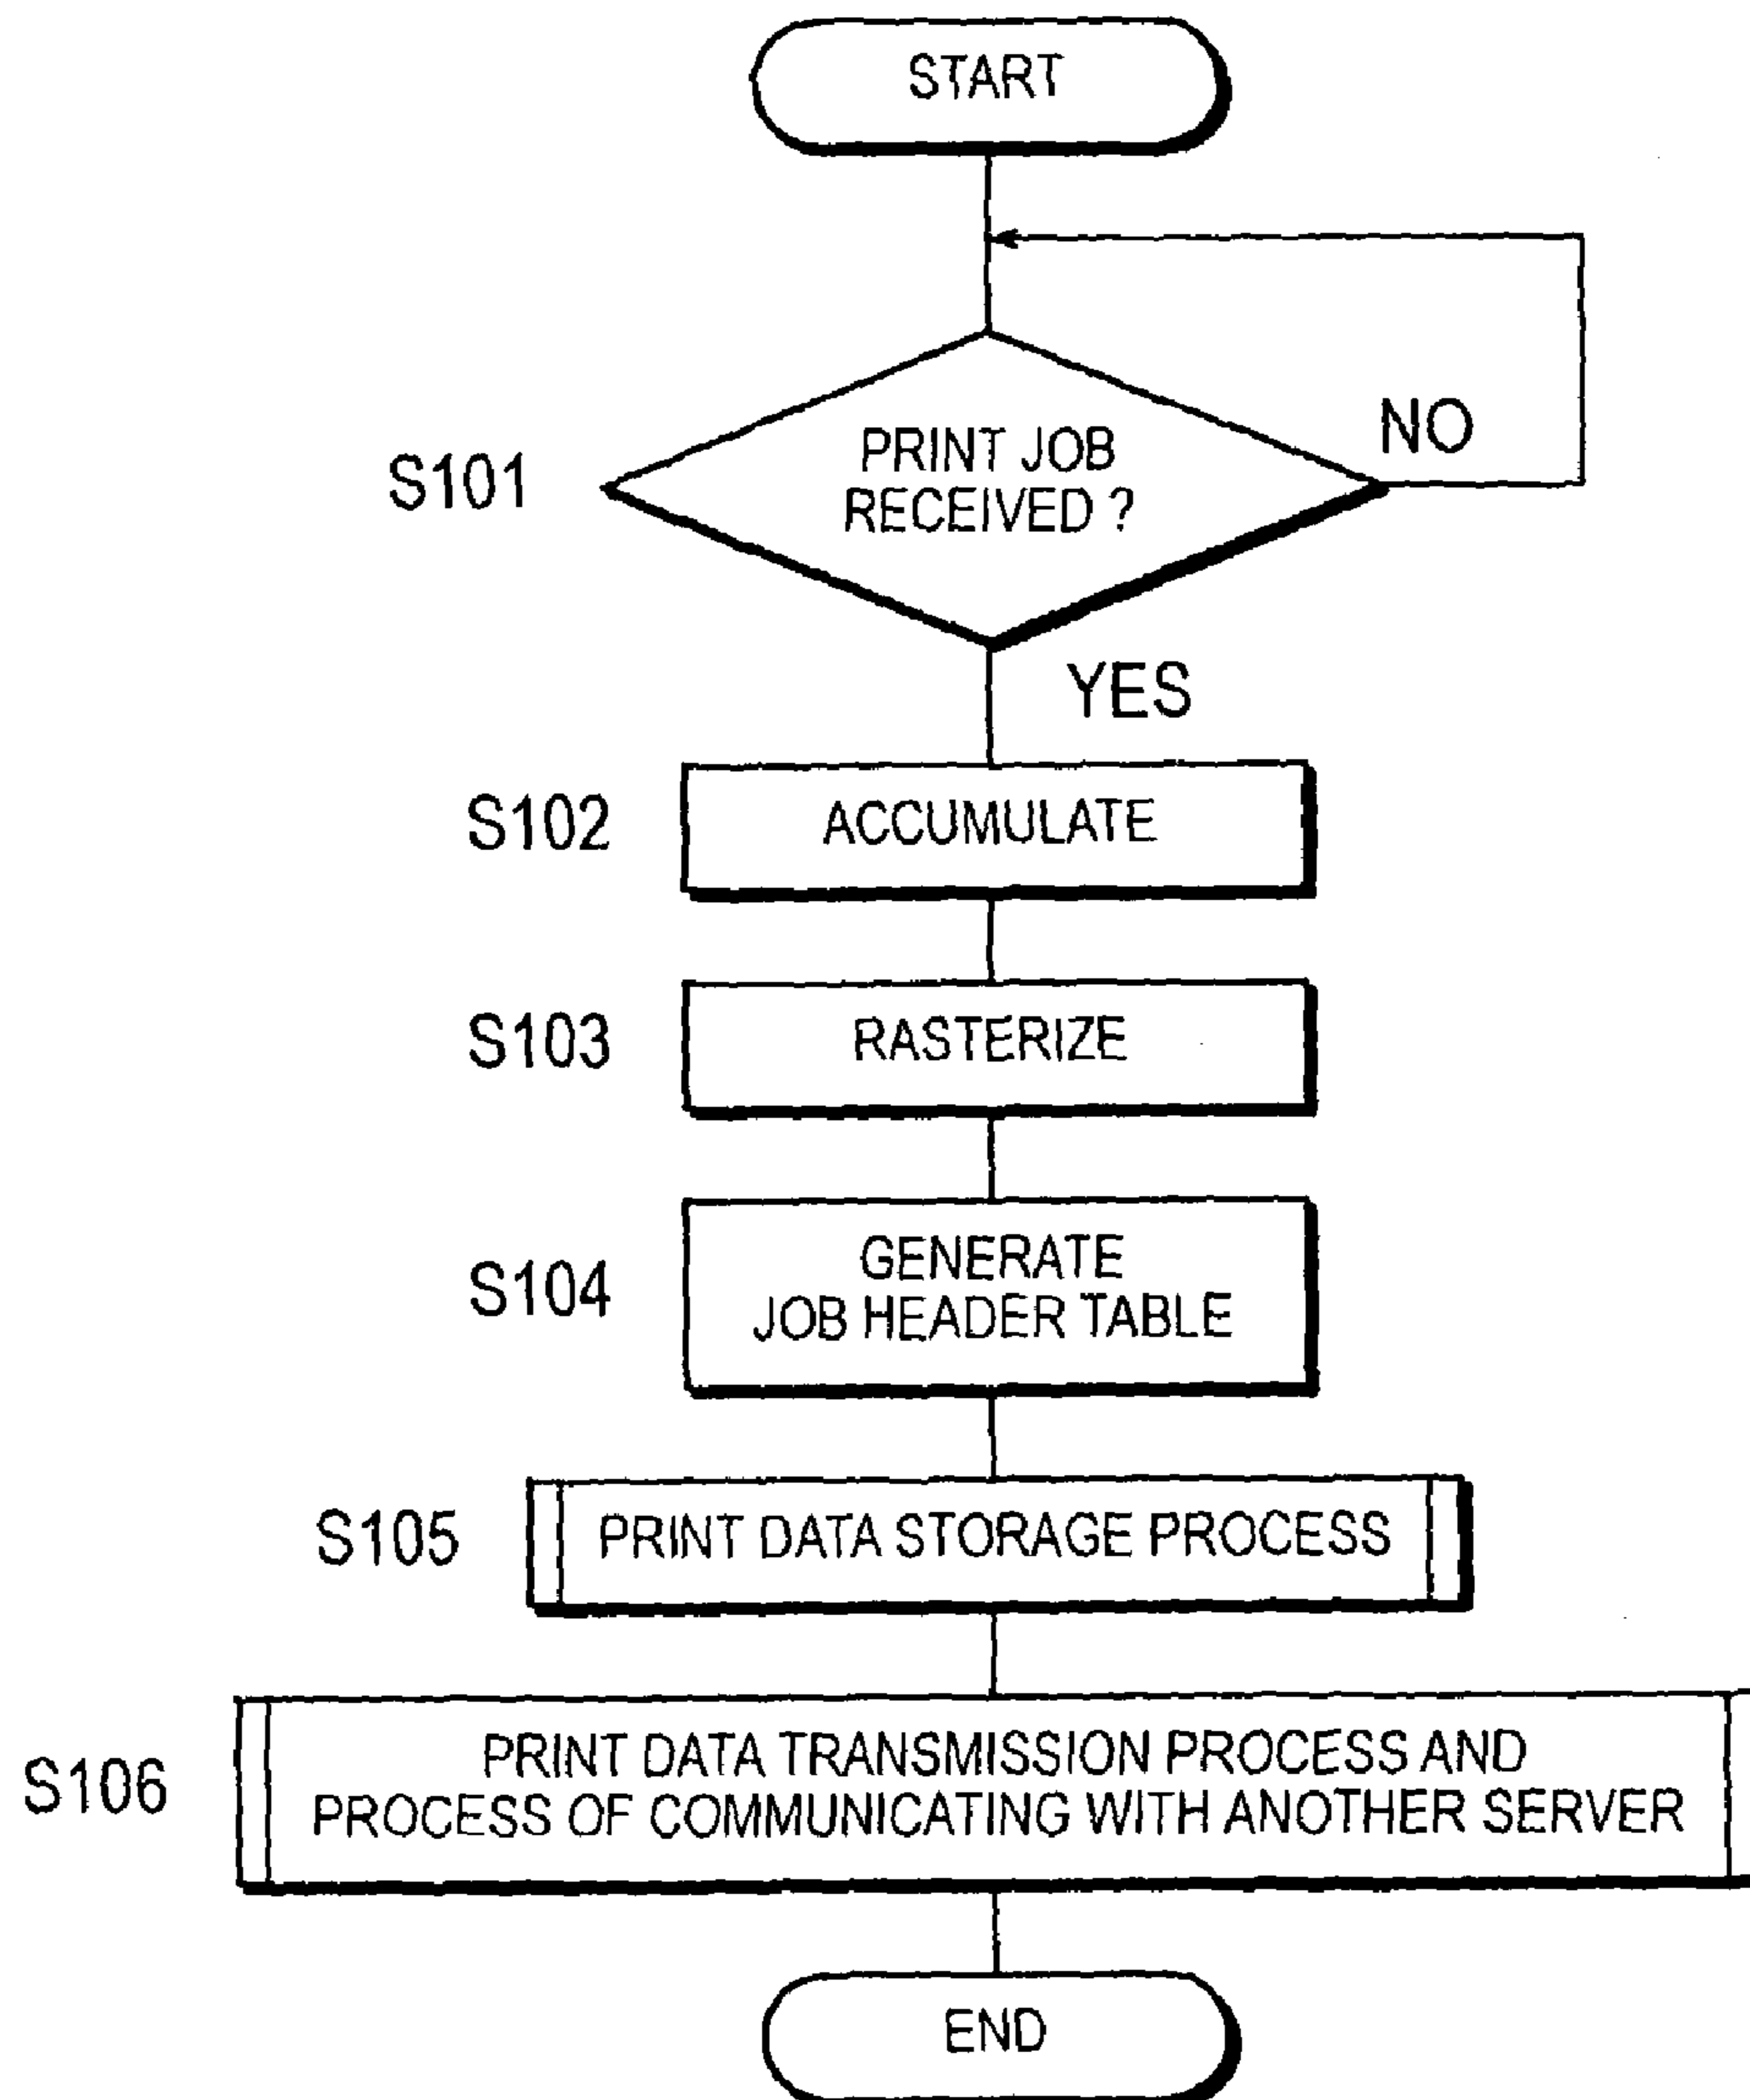 START
NO
S101
PRINT JOB
RECEIVED ?
YES
S102
ACCUMULATE
S103
RASTERIZE
S104
GENERATE
JOB HEADER TABLE
S105
PRINT DATA STORAGE PROCESS
S106
PRINT DATA TRANSMISSION PROCESS AND
PROCESS OF COMMUNICATING WITH ANOTHER SERVER
END